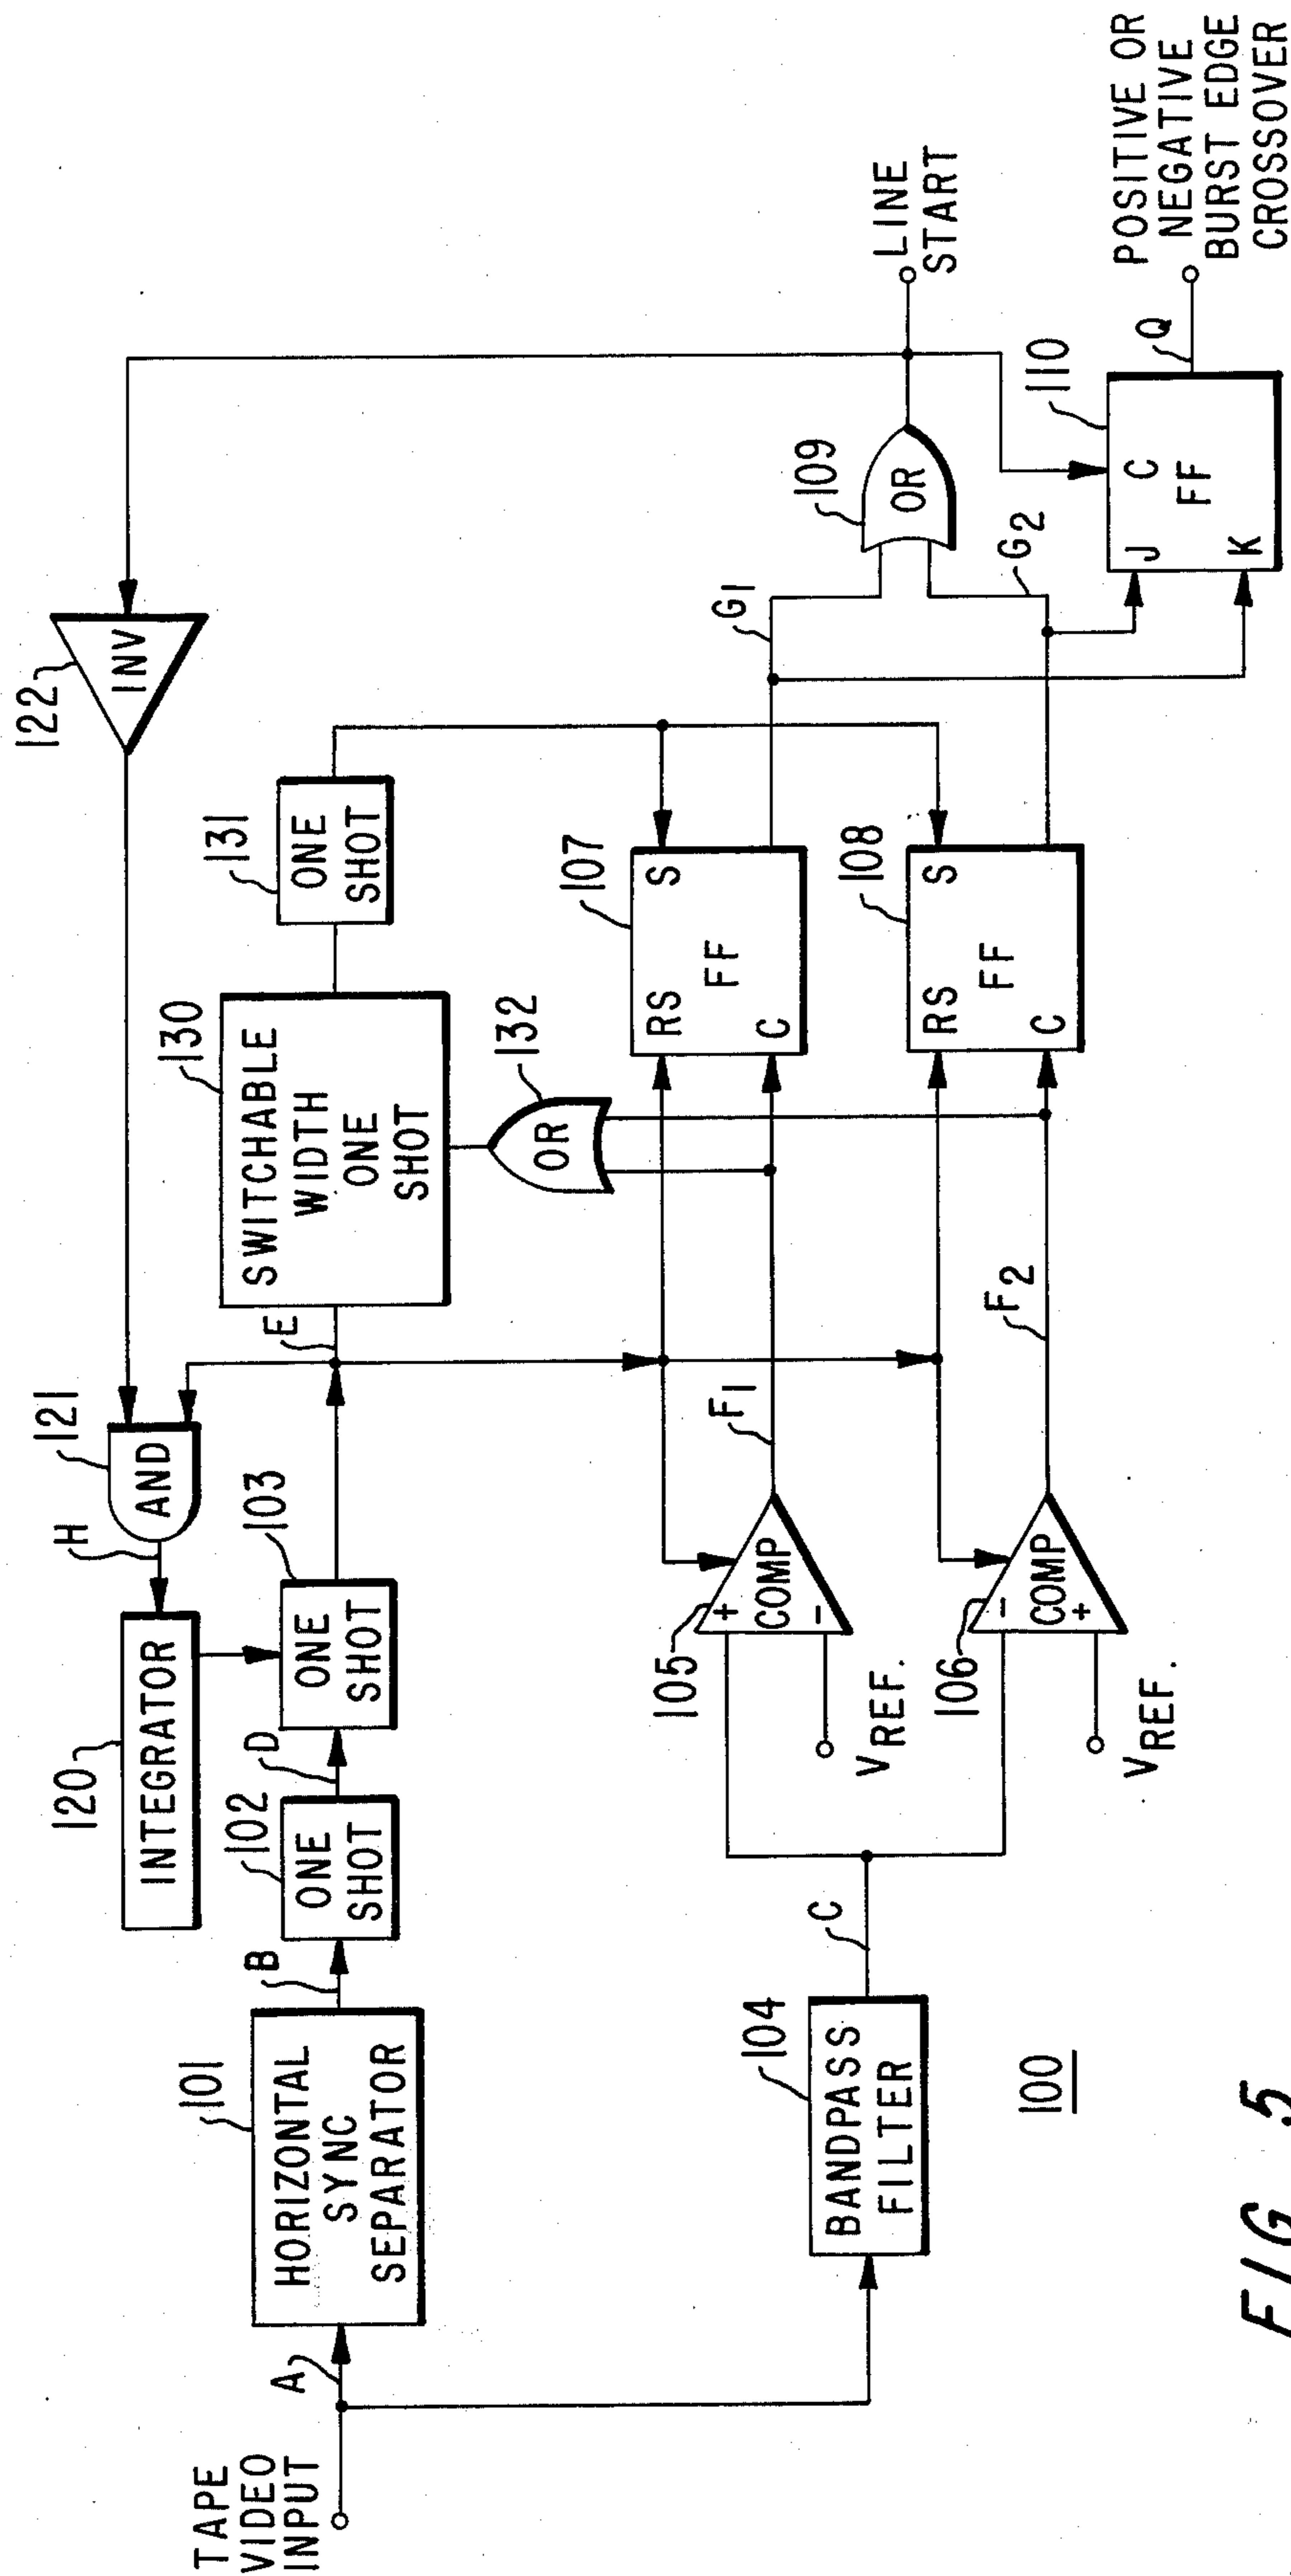 TAPE
VIDEO
INPUT
A
101
HORIZONTAL
SYNC
SEPARATOR
B
102
ONE
SHOT
D
103
ONE
SHOT
120
INTEGRATOR
H
121
AND
122
INV
E
130
SWITCHABLE
WIDTH
ONE
SHOT
131
ONE
SHOT
132
OR
104
BANDPASS
FILTER
C
105
+
COMP
-
VREF.
106
-
COMP
+
VREF.
F1
F2
107
RS
S
FF
C
108
RS
S
FF
C
G1
G2
109
OR
LINE
START
110
J
C
FF
K
Q
POSITIVE OR
NEGATIVE
BURST EDGE
CROSSOVER
100
FIG 5